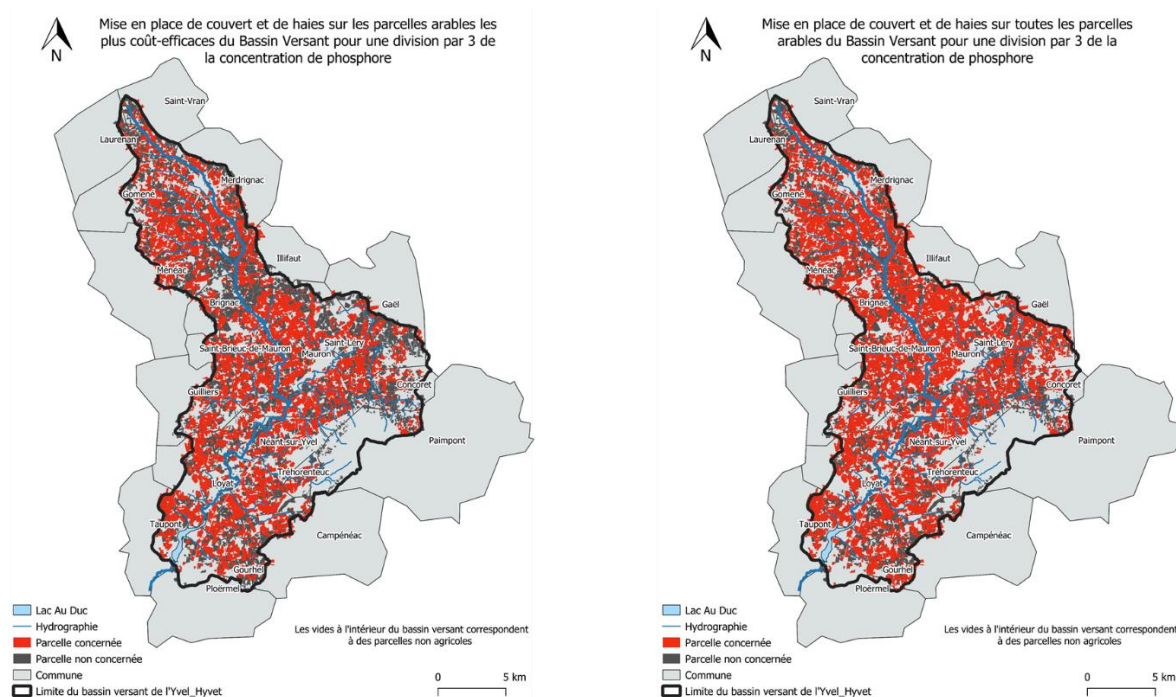 Mise en place de couvert et de haies sur les parcelles arables les
plus coût-efficaces du Bassin Versant pour une division par 3 de
la concentration de phosphore
N
Saint-Vran
Laurenan
Merdrignac
Gomené
Illifaut
Ménéac
Brignac
Gaël
Saint-Léry
Saint-Brieuc-de-Mauron
Mauron
Concoret
Guilliers
Paimpont
Néant-sur-Yvel
Tréhorenteuc
Loyat
Taupont
Campénéac
Gourhel
Ploërmel
Lac Au Duc
Hydrographie
Parcelle concernée
Parcelle non concernée
Commune
Limite du bassin versant de l'Yvel_Hyvet
Les vides à l'intérieur du bassin versant correspondent
à des parcelles non agricoles
0 5 km
Mise en place de couvert et de haies sur toutes les parcelles
arables du Bassin Versant pour une division par 3 de la
concentration de phosphore
N
Saint-Vran
Laurenan
Merdrignac
Gomené
Illifaut
Ménéac
Brignac
Gaël
Saint-Léry
Saint-Brieuc-de-Mauron
Mauron
Concoret
Guilliers
Paimpont
Néant-sur-Yvel
Tréhorenteuc
Loyat
Taupont
Campénéac
Gourhel
Ploërmel
Lac Au Duc
Hydrographie
Parcelle concernée
Parcelle non concernée
Commune
Limite du bassin versant de l'Yvel_Hyvet
Les vides à l'intérieur du bassin versant correspondent
à des parcelles non agricoles
0 5 km